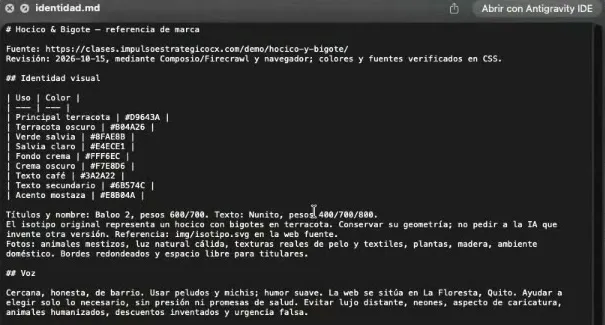 identidad.md
Abrir con Antigravity IDE
# Hocico & Bigote — referencia de marca
Fuente: https://clases.impulsoestrategicocx.com/demo/hocico-y-bigote/
Revisión: 2026-10-15, mediante Composio/Firecrawl y navegador; colores y fuentes verificados en CSS.
## Identidad visual
| Uso | Color |
| --- | --- |
| Principal terracota | #D9643A |
| Terracota oscuro | #B04A26 |
| Verde salvia | #8FAE8B |
| Salvia claro | #E4ECE1 |
| Fondo crema | #FFF6EC |
| Crema oscuro | #F7E8D6 |
| Texto café | #3A2A22 |
| Texto secundario | #6B574C |
| Acento mostaza | #E8B04A |
Títulos y nombre: Baloo 2, pesos 600/700. Texto: Nunito, pesos 400/700/800.
El isotipo original representa un hocico con bigotes en terracota. Conservar su geometría; no pedir a la IA que
invente otra versión. Referencia: img/isotipo.svg en la web fuente.
Fotos: animales mestizos, luz natural cálida, texturas reales de pelo y textiles, plantas, madera, ambiente
doméstico. Bordes redondeados y espacio libre para titulares.
## Voz
Cercana, honesta, de barrio. Usar peludos y michis; humor suave. La web se sitúa en La Floresta, Quito. Ayudar a
elegir solo lo necesario, sin presión ni promesas de salud. Evitar lujo distante, neones, aspecto de caricatura,
animales humanizados, descuentos inventados y urgencia falsa.